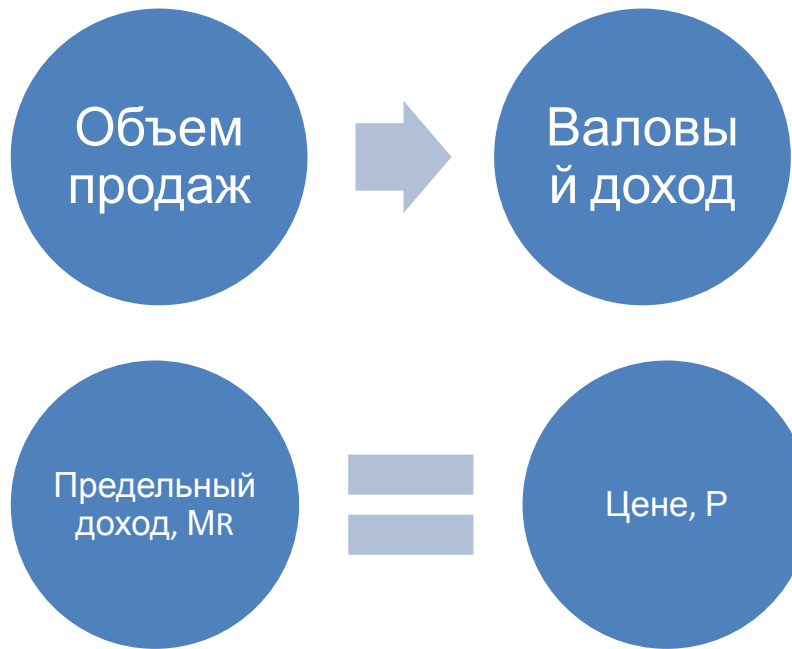 Объем
продаж
Валовы
й доход
Предельный
доход, MR
Цене, P